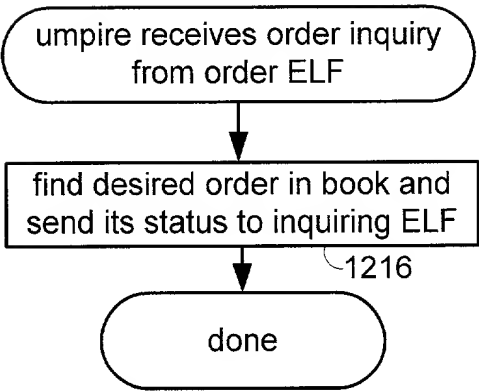 umpire receives order inquiry
from order ELF
find desired order in book and
send its status to inquiring ELF
1216
done